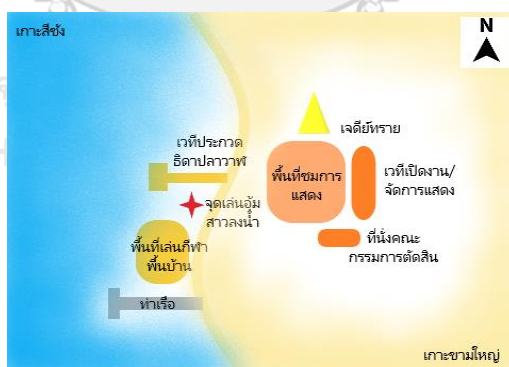 เกาะสีชัง
N
เจดีย์ทราย
เวทีประกวด
ธิดาปลาวาฬ
พื้นที่ชมการ
แสดง
เวทีเปิดงาน/
จัดการแสดง
จุดเล่นอุ้ม
สาวลงน้ำ
ที่นั่งคณะ
กรรมการตัดสิน
พื้นที่เล่นกีฬา
พื้นบ้าน
ท่าเรือ
เกาะขามใหญ่